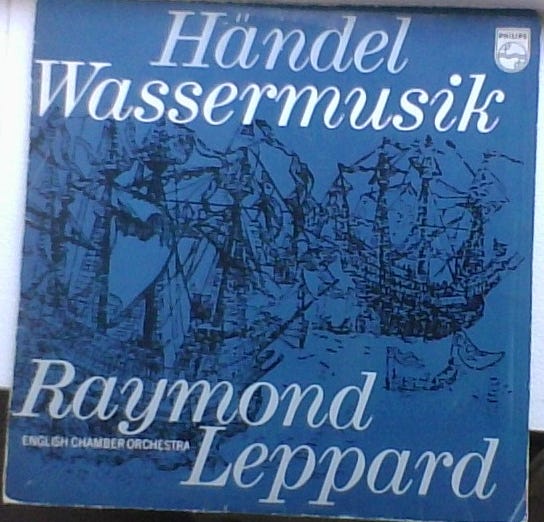 Händel
PHILIPS
Wassermusik
Raymond
ENGLISH CHAMBER ORCHESTRA
Leppard